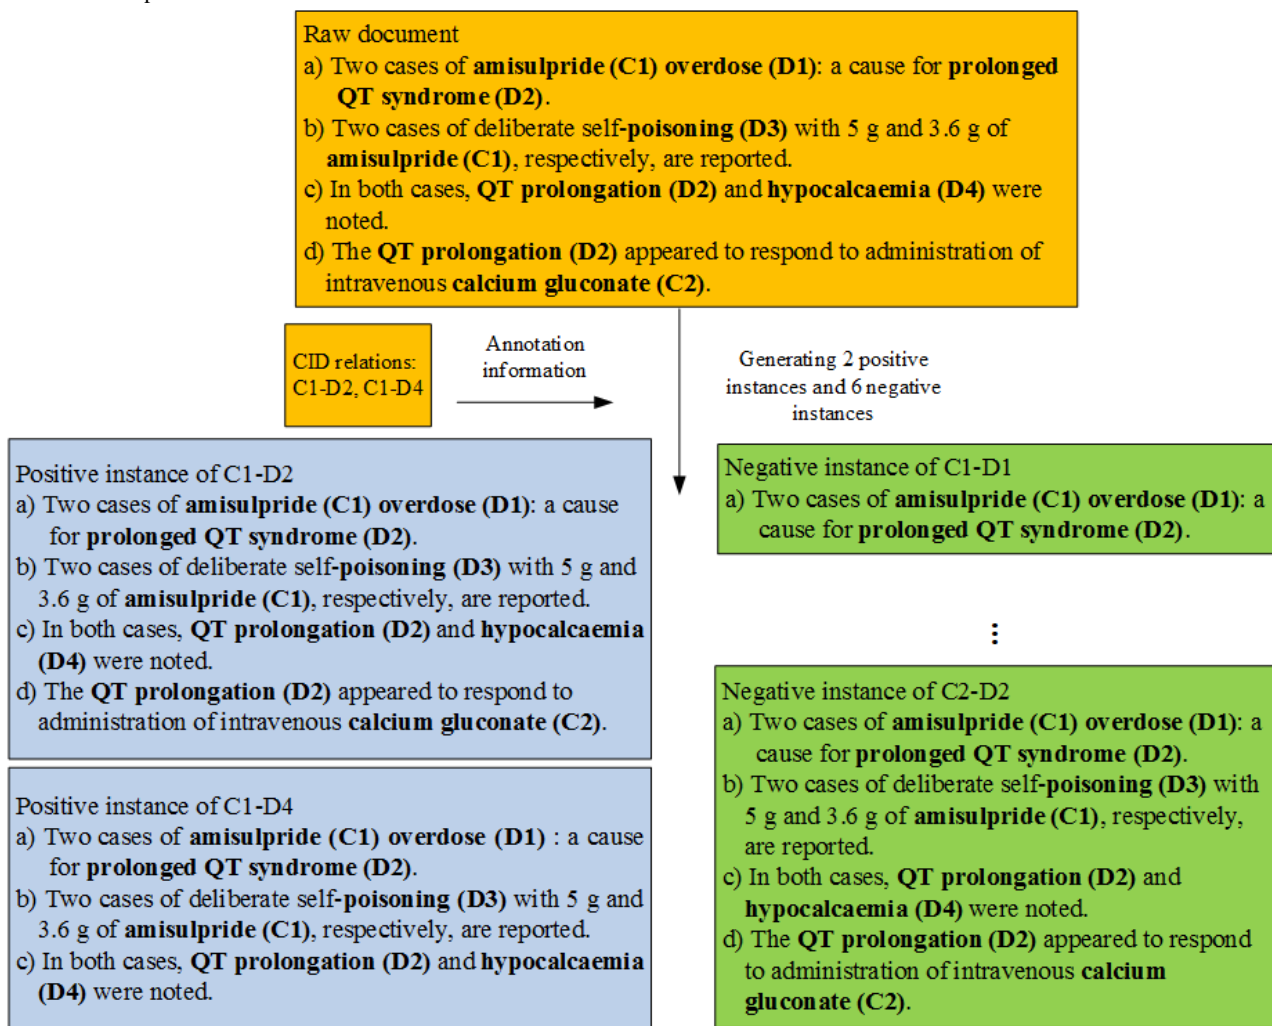 Raw document
a) Two cases of amisulpride (C1) overdose (D1): a cause for prolonged
QT syndrome (D2).
b) Two cases of deliberate self-poisoning (D3) with 5 g and 3.6 g of
amisulpride (C1), respectively, are reported.
c) In both cases, QT prolongation (D2) and hypocalcaemia (D4) were
noted.
d) The QT prolongation (D2) appeared to respond to administration of
intravenous calcium gluconate (C2).
CID relations:
C1-D2, C1-D4
Annotation
information
Generating 2 positive
instances and 6 negative
instances
Positive instance of C1-D2
a) Two cases of amisulpride (C1) overdose (D1): a cause
for prolonged QT syndrome (D2).
b) Two cases of deliberate self-poisoning (D3) with 5 g and
3.6 g of amisulpride (C1), respectively, are reported.
c) In both cases, QT prolongation (D2) and hypocalcaemia
(D4) were noted.
d) The QT prolongation (D2) appeared to respond to
administration of intravenous calcium gluconate (C2).
Positive instance of C1-D4
a) Two cases of amisulpride (C1) overdose (D1) : a cause
for prolonged QT syndrome (D2).
b) Two cases of deliberate self-poisoning (D3) with 5 g and
3.6 g of amisulpride (C1), respectively, are reported.
c) In both cases, QT prolongation (D2) and hypocalcaemia
(D4) were noted.
Negative instance of C1-D1
a) Two cases of amisulpride (C1) overdose (D1): a
cause for prolonged QT syndrome (D2).
⋮
Negative instance of C2-D2
a) Two cases of amisulpride (C1) overdose (D1): a
cause for prolonged QT syndrome (D2).
b) Two cases of deliberate self-poisoning (D3) with
5 g and 3.6 g of amisulpride (C1), respectively,
are reported.
c) In both cases, QT prolongation (D2) and
hypocalcaemia (D4) were noted.
d) The QT prolongation (D2) appeared to respond
to administration of intravenous calcium
gluconate (C2).